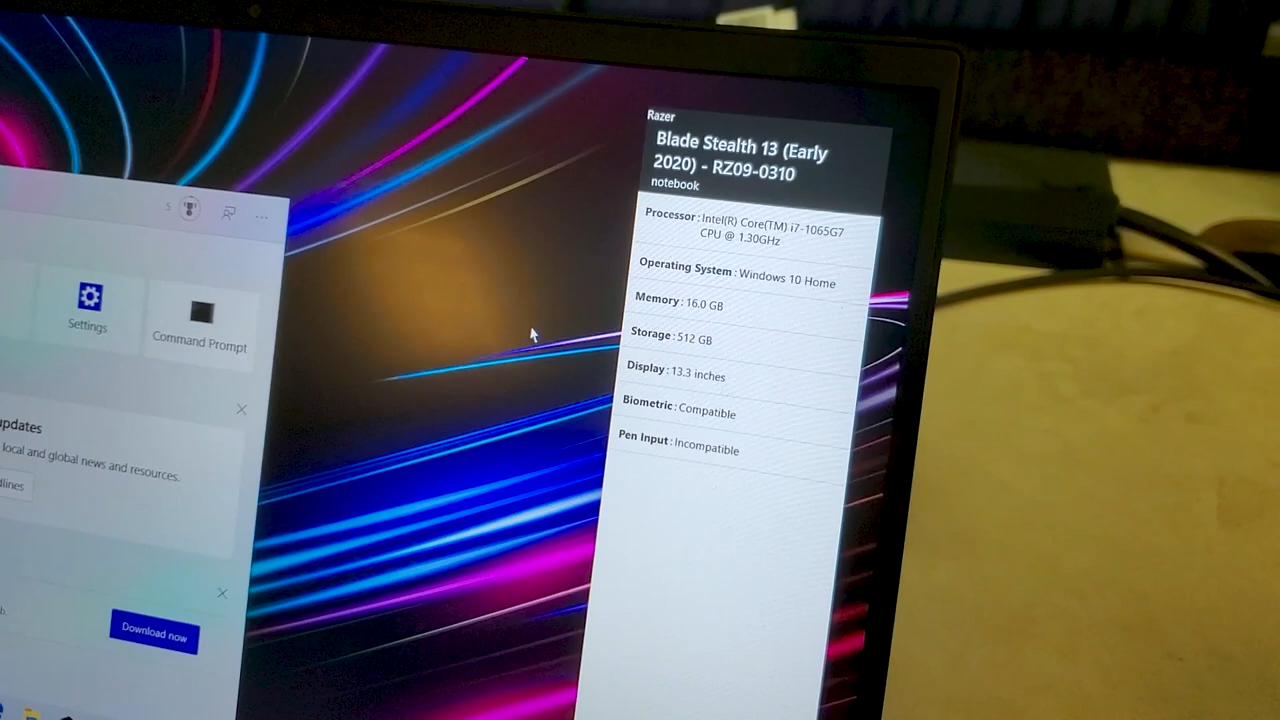 5
Settings
Command Prompt
updates
local and global news and resources.
Download now
Razer
Blade Stealth 13 (Early
2020) - RZ09-0310
notebook
Processor : Intel(R) Core(TM) i7-1065G7
CPU @ 1.30GHz
Operating System : Windows 10 Home
Memory : 16.0 GB
Storage : 512 GB
Display : 13.3 inches
Biometric : Compatible
Pen Input : Incompatible